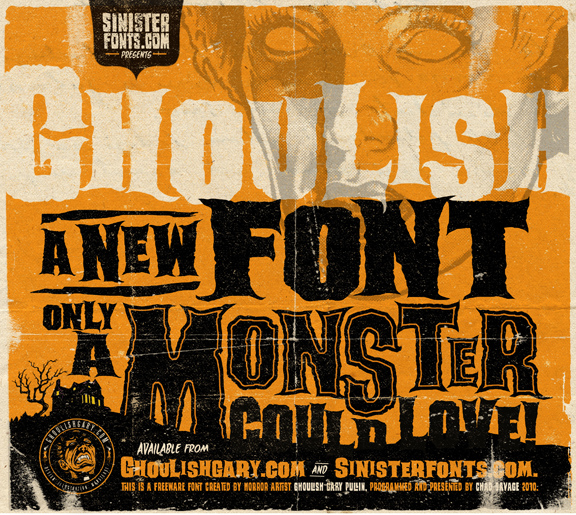 SINISTER
FONTS.COM
PRESENTS
GHOULISH
A NEW FONT
ONLY
A MONSTER
COULD LOVE!
GHOULISHGARY.COM
AVAILABLE FROM
GHOULISHGARY.COM AND SINISTERFONTS.COM.
THIS IS A FREEWARE FONT CREATED BY HORROR ARTIST GHOULISH GARY PULLIN, PROGRAMMED AND PRESENTED BY CHAD SAVAGE 2010.